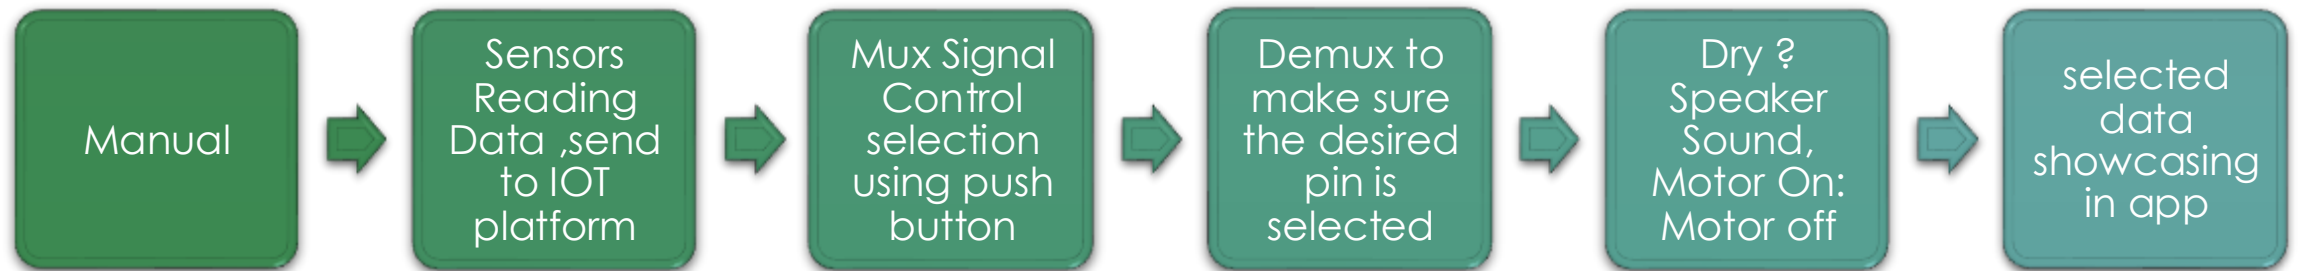 Manual
Sensors
Reading
Data ,send
to IOT
platform
Mux Signal
Control
selection
using push
button
Demux to
make sure
the desired
pin is
selected
Dry ?
Speaker
Sound,
Motor On:
Motor off
selected
data
showcasing
in app